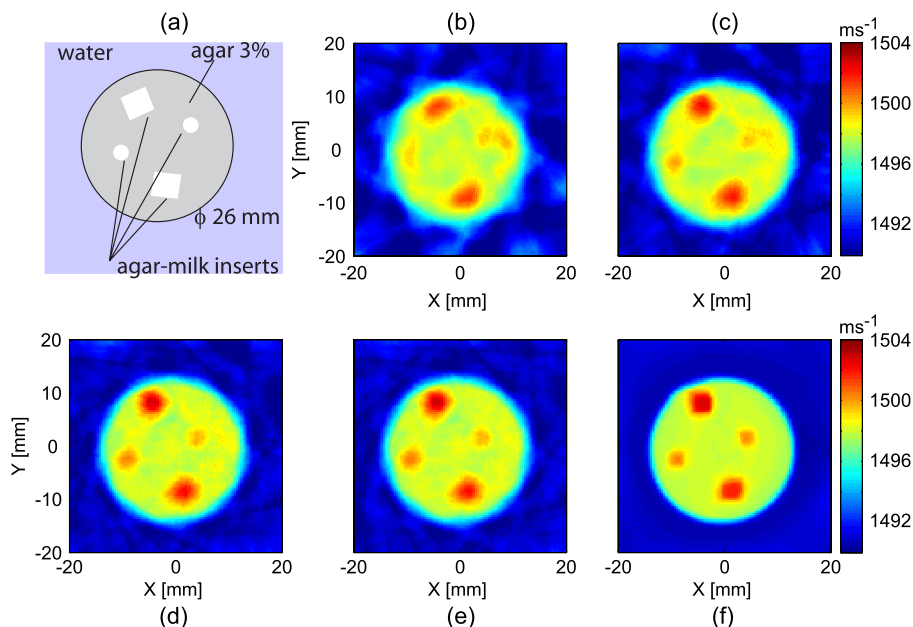 (a) (b) (c)
water
agar 3%
ϕ 26 mm
agar-milk inserts
20
10
0
-10
-20
Y [mm]
-20 0 20
X [mm]
-20 0 20
X [mm]
ms-1
1504
1500
1496
1492
20
10
0
-10
-20
Y [mm]
-20 0 20
X [mm]
-20 0 20
X [mm]
-20 0 20
X [mm]
ms-1
1504
1500
1496
1492
(d) (e) (f)